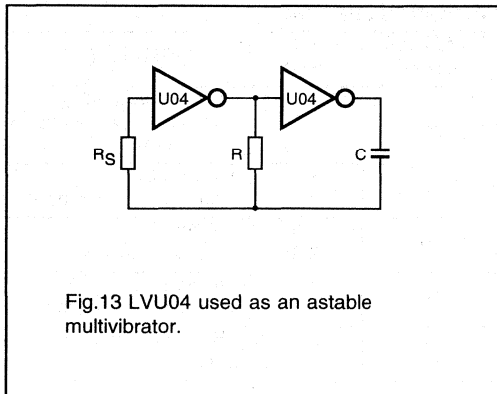 U04
U04
RS
R
C
Fig.13 LVU04 used as an astable
multivibrator.